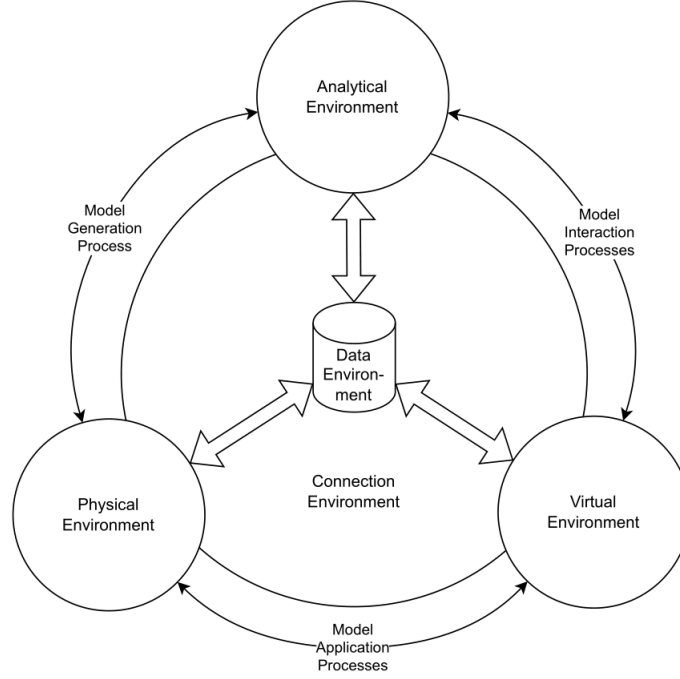 Analytical
Environment
Model
Generation
Process
Model
Interaction
Processes
Data
Environ-
ment
Connection
Environment
Physical
Environment
Virtual
Environment
Model
Application
Processes